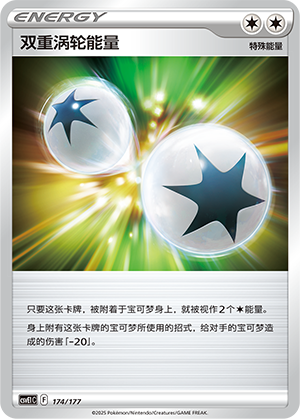 ENERGY
双重涡轮能量
特殊能量
只要这张卡牌，被附着于宝可梦身上，就被视作2个能量。
身上附有这张卡牌的宝可梦所使用的招式，给对手的宝可梦造
成的伤害「-20」。
F 174/177
©2025 Pokémon/Nintendo/Creatures/GAME FREAK.